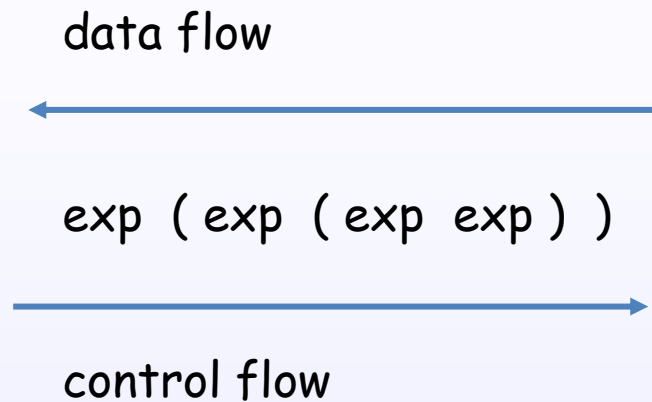 data flow
exp ( exp ( exp exp ) )
control flow